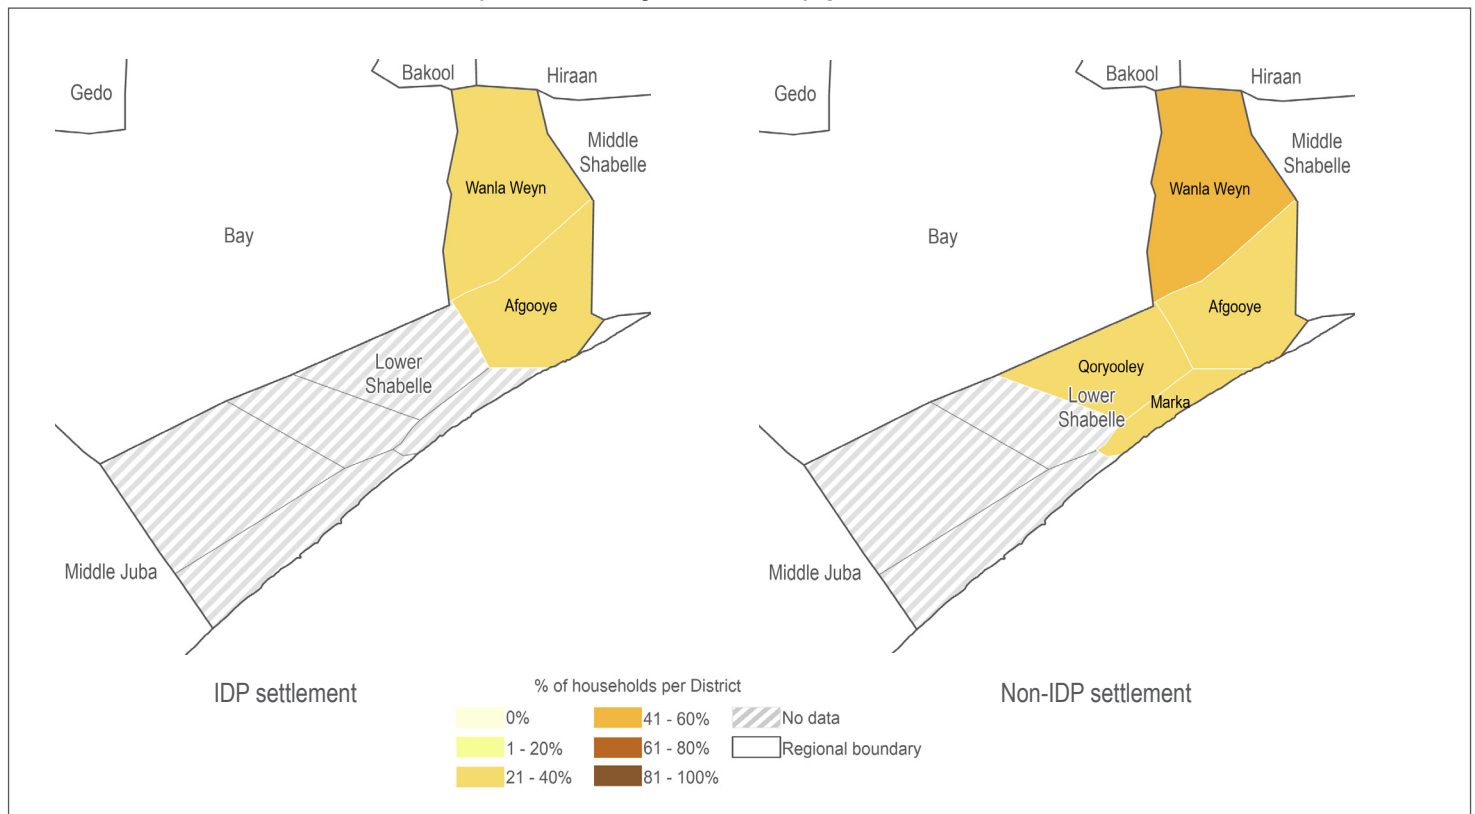 Bakool
Hiraan
Gedo
Middle
Shabelle
Wanla Weyn
Bay
Afgooye
Lower
Shabelle
Middle Juba
IDP settlement
Bakool
Hiraan
Gedo
Middle
Shabelle
Wanla Weyn
Bay
Afgooye
Qoryooley
Lower
Shabelle
Marka
Middle Juba
Non-IDP settlement
% of households per District
0%
1 - 20%
21 - 40%
41 - 60%
61 - 80%
81 - 100%
No data
Regional boundary